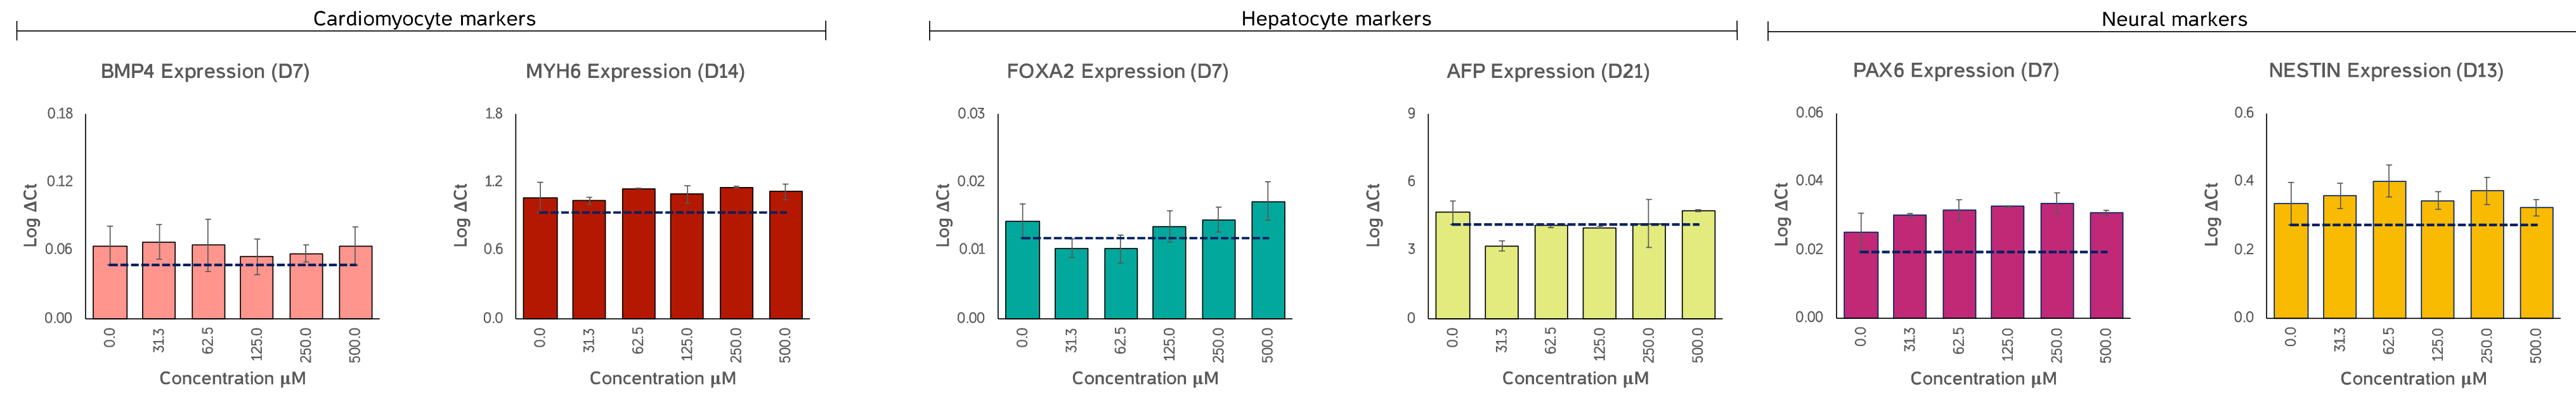 Cardiomyocyte markers
Hepatocyte markers
Neural markers
BMP4 Expression (D7)
MYH6 Expression (D14)
FOXA2 Expression (D7)
AFP Expression (D21)
PAX6 Expression (D7)
NESTIN Expression (D13)
Log ΔCt
0.18
0.12
0.06
0.00
0.0 31.3 62.5 125.0 250.0 500.0
Concentration µM
Log ΔCt
1.8
1.2
0.6
0.0
0.0 31.3 62.5 125.0 250.0 500.0
Concentration µM
Log ΔCt
0.03
0.02
0.01
0.00
0.0 31.3 62.5 125.0 250.0 500.0
Concentration µM
Log ΔCt
9
6
3
0
0.0 31.3 62.5 125.0 250.0 500.0
Concentration µM
Log ΔCt
0.06
0.04
0.02
0.00
0.0 31.3 62.5 125.0 250.0 500.0
Concentration µM
Log ΔCt
0.6
0.4
0.2
0.0
0.0 31.3 62.5 125.0 250.0 500.0
Concentration µM